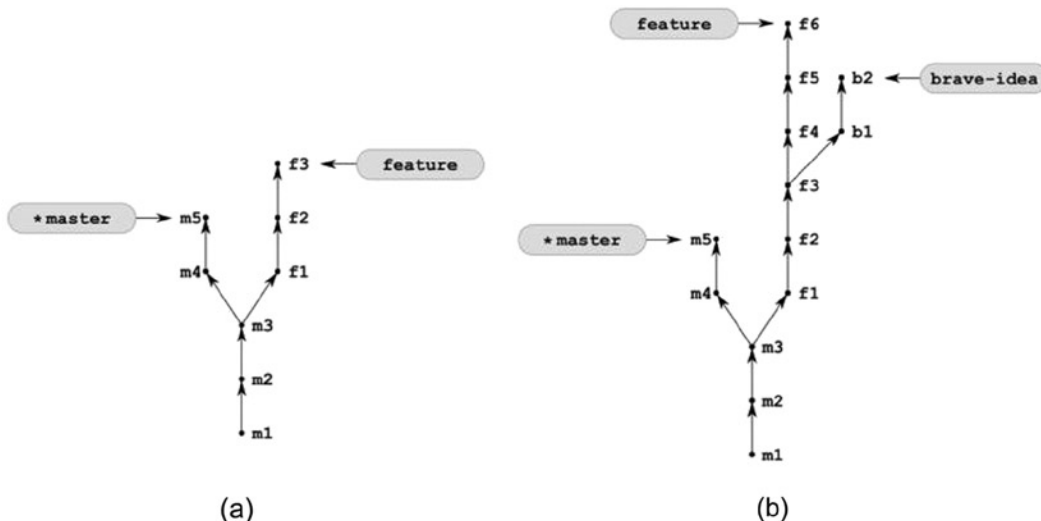 f3
feature
*master
m5
f2
m4
f1
m3
m2
m1
(a)
feature
f6
f5
b2
brave-idea
f4
b1
f3
*master
m5
f2
m4
f1
m3
m2
m1
(b)